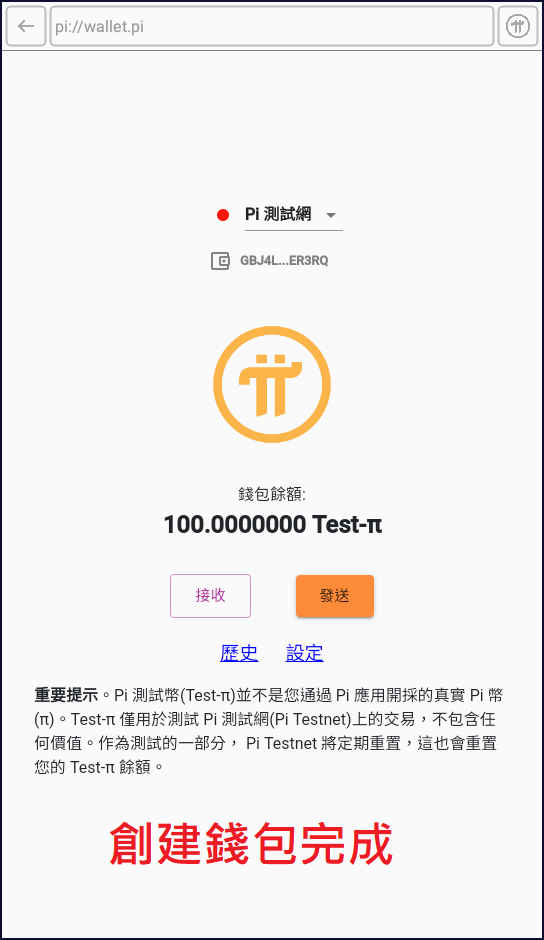 pi://wallet.pi
Pi 測試網
GBJ4L...ER3RQ
錢包餘額:
100.0000000 Test-π
接收 發送
歷史 設定
重要提示。Pi 測試幣(Test-π)並不是您通過 Pi 應用開採的真實 Pi 幣
(π)。Test-π 僅用於測試 Pi 測試網(Pi Testnet)上的交易，不包含任
何價值。作為測試的一部分， Pi Testnet 將定期重置，這也會重置
您的 Test-π 餘額。
創建錢包完成